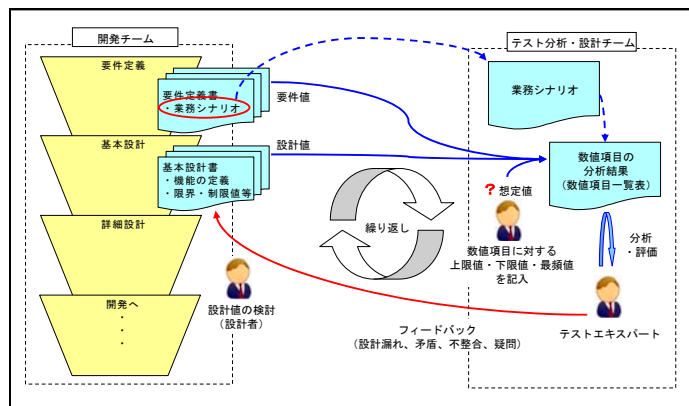 開発チーム
要件定義
要件定義書
・業務シナリオ
要件値
基本設計
基本設計書
・機能の定義
・限界・制限値等
設計値
詳細設計
設計値の検討
(設計者)
開発へ
・
・
・
繰り返し
フィードバック
(設計漏れ、矛盾、不整合、疑問)
テスト分析・設計チーム
業務シナリオ
数値項目の
分析結果
(数値項目一覧表)
? 想定値
数値項目に対する
上限値・下限値・最頻値
を記入
分析
・評価
テストエキスパート